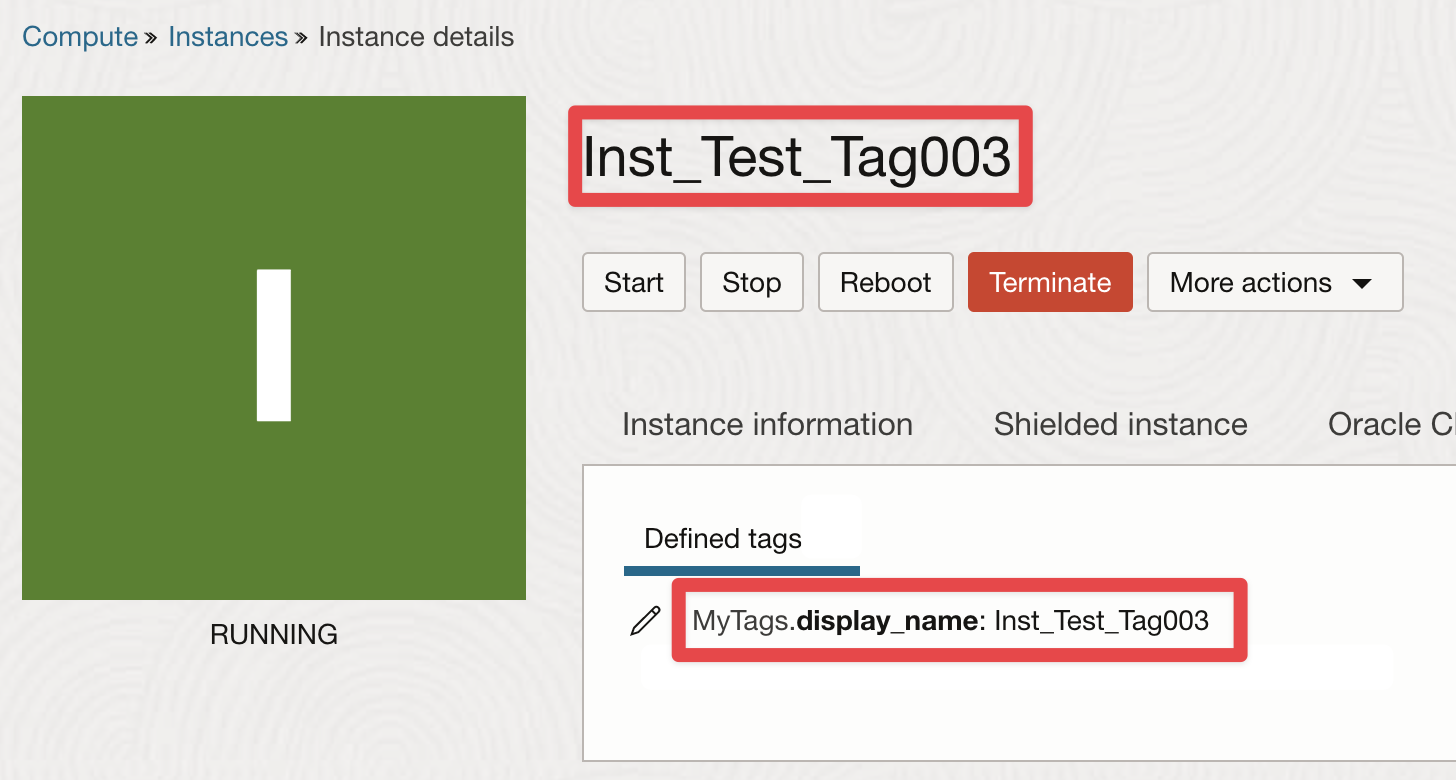 Compute » Instances » Instance details
Inst_Test_Tag003
I
Start Stop Reboot Terminate More actions
Instance information Shielded instance Oracle
Defined tags
MyTags.display_name: Inst_Test_Tag003
RUNNING